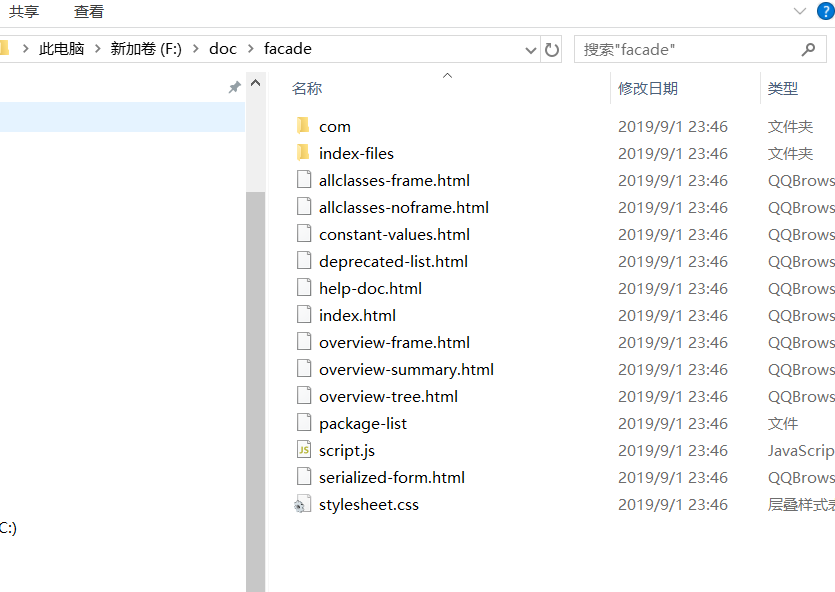 共享 查看
此电脑 > 新加卷 (F:) > doc > facade 搜索"facade"
名称 修改日期 类型
com 2019/9/1 23:46 文件夹
index-files 2019/9/1 23:46 文件夹
allclasses-frame.html 2019/9/1 23:46 QQBrows
allclasses-noframe.html 2019/9/1 23:46 QQBrows
constant-values.html 2019/9/1 23:46 QQBrows
deprecated-list.html 2019/9/1 23:46 QQBrows
help-doc.html 2019/9/1 23:46 QQBrows
index.html 2019/9/1 23:46 QQBrows
overview-frame.html 2019/9/1 23:46 QQBrows
overview-summary.html 2019/9/1 23:46 QQBrows
overview-tree.html 2019/9/1 23:46 QQBrows
package-list 2019/9/1 23:46 文件
script.js 2019/9/1 23:46 JavaScrip
serialized-form.html 2019/9/1 23:46 QQBrows
stylesheet.css 2019/9/1 23:46 层叠样式表
C:)